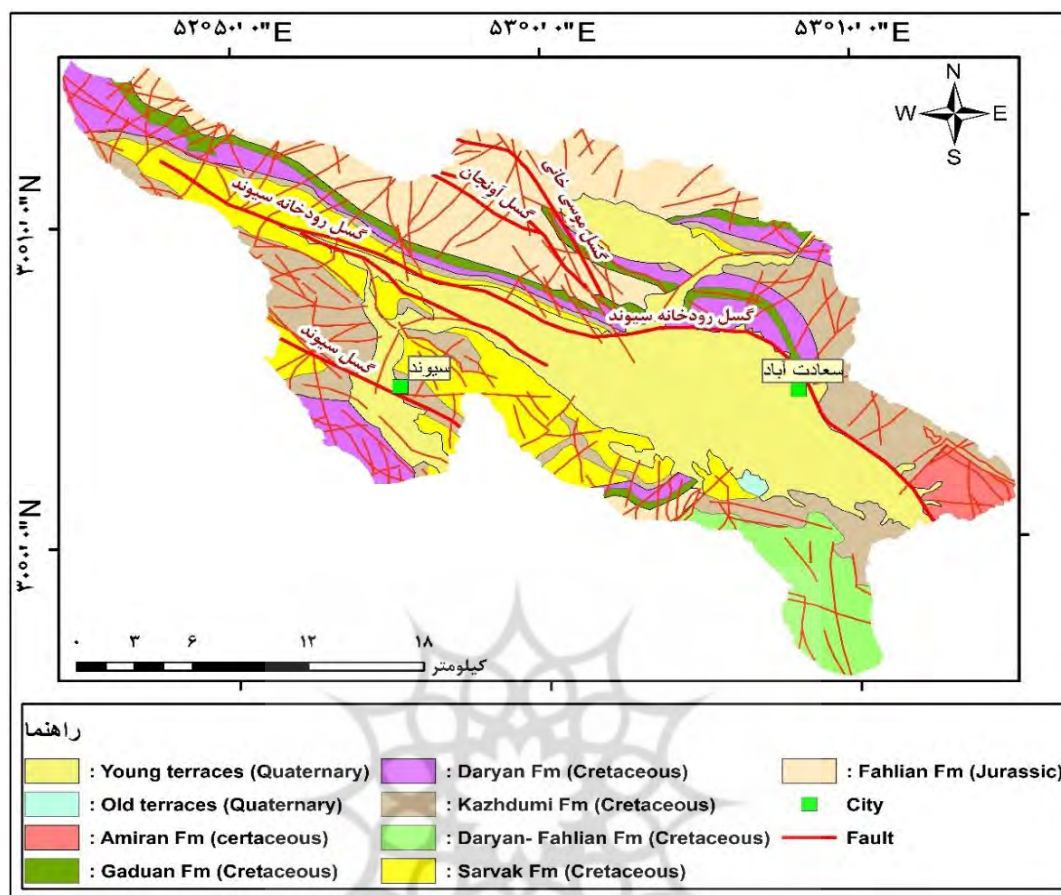 ۵۲°۵۰'۰"E ۵۳°۰'۰"E ۵۳°۱۰'۰"E
N
W E
S
۳۰°۱۰'۰"N
۳۰°۰'۰"N
گسل موسی خانی
گسل آونجان
گسل رودخانه سیوند
گسل رودخانه سیوند
گسل سیوند
سیوند
سعادت آباد
۰ ۳ ۶ ۱۲ ۱۸
کیلومتر
راهنما
: Young terraces (Quaternary) : Daryan Fm (Cretaceous) : Fahlian Fm (Jurassic)
: Old terraces (Quaternary) : Kazhdumi Fm (Cretaceous) : City
: Amiran Fm (certaceous) : Daryan- Fahlian Fm (Cretaceous) : Fault
: Gaduan Fm (Cretaceous) : Sarvak Fm (Cretaceous)